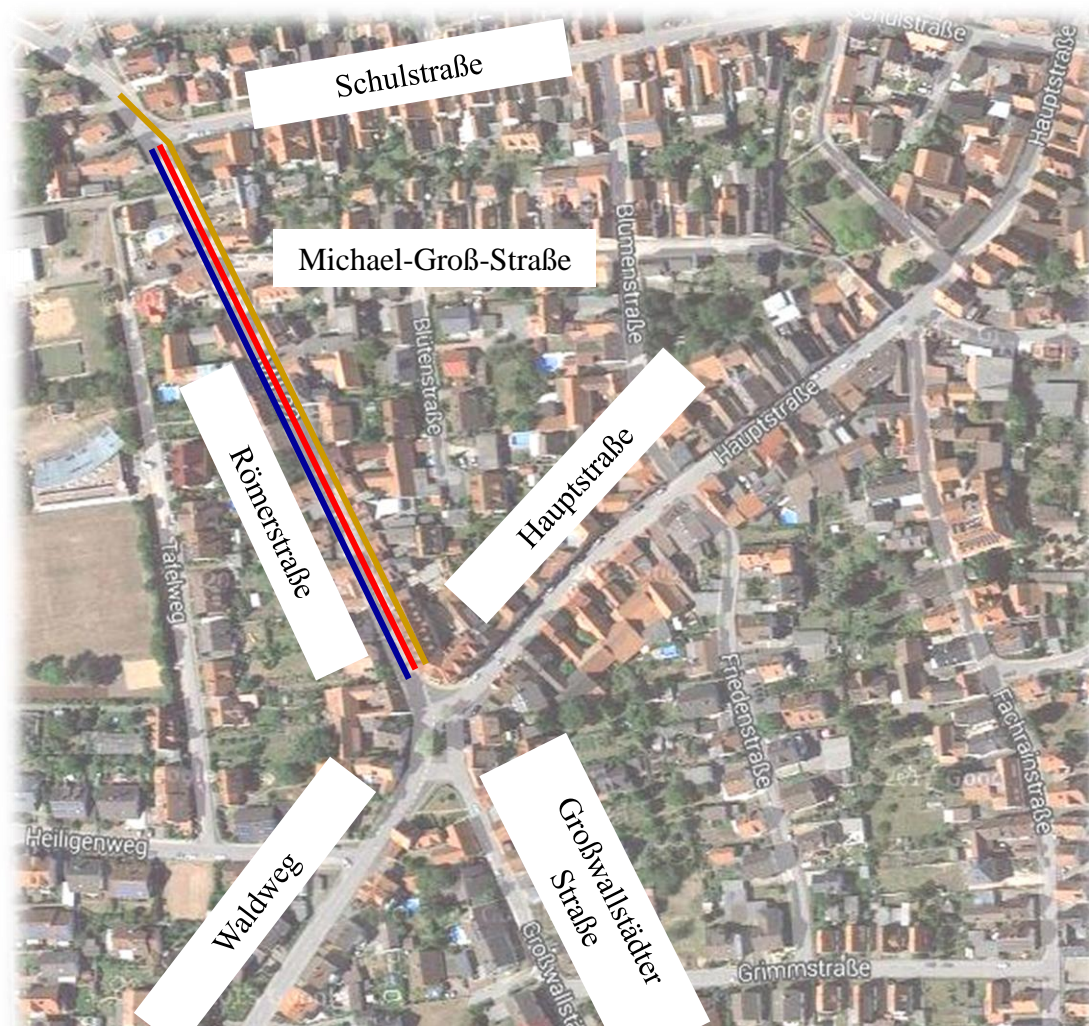 Schulstraße
Schulstraße
Hauptstraße
Michael-Groß-Straße
Blumenstraße
Blütenstraße
Hauptstraße
Hauptstraße
Römerstraße
Tafelweg
Friedenstraße
Fachrainstraße
Heiligenweg
Waldweg
Großwallstädter
Straße
Grimmstraße